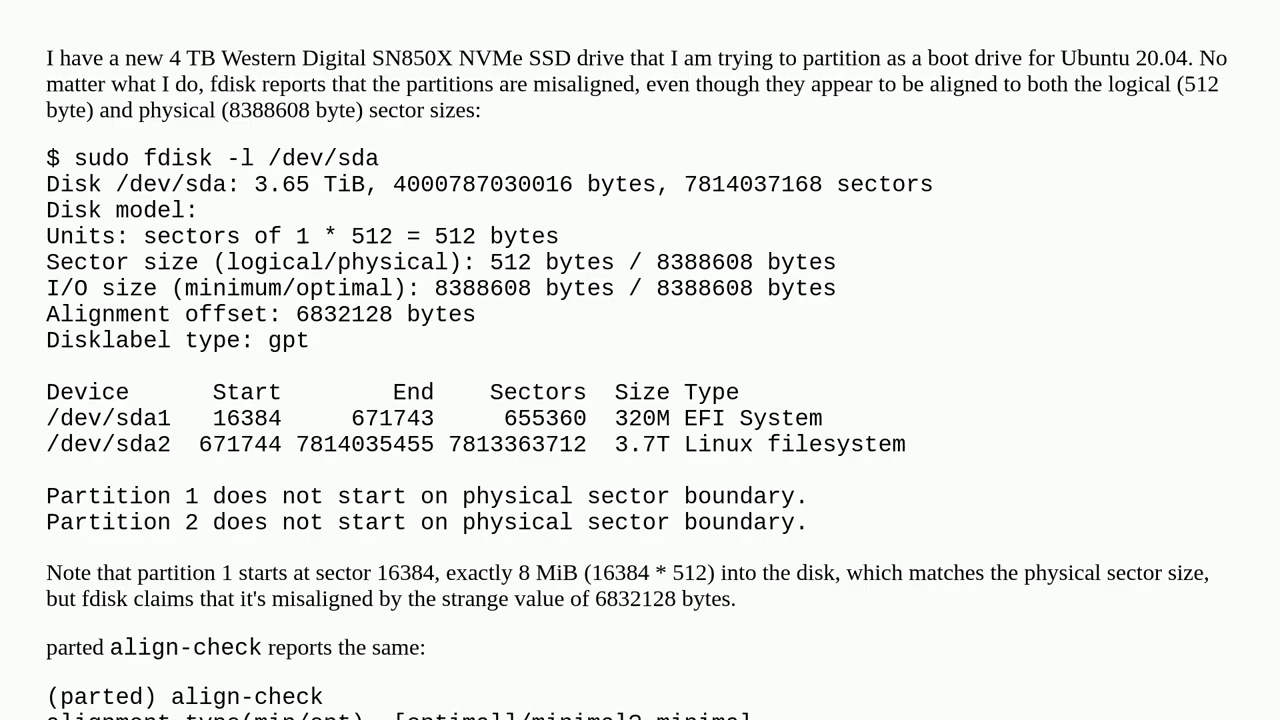 I have a new 4 TB Western Digital SN850X NVMe SSD drive that I am trying to partition as a boot drive for Ubuntu 20.04. No
matter what I do, fdisk reports that the partitions are misaligned, even though they appear to be aligned to both the logical (512
byte) and physical (8388608 byte) sector sizes:
$ sudo fdisk -l /dev/sda
Disk /dev/sda: 3.65 TiB, 4000787030016 bytes, 7814037168 sectors
Disk model:
Units: sectors of 1 * 512 = 512 bytes
Sector size (logical/physical): 512 bytes / 8388608 bytes
I/O size (minimum/optimal): 8388608 bytes / 8388608 bytes
Alignment offset: 6832128 bytes
Disklabel type: gpt
Device      Start        End    Sectors  Size Type
/dev/sda1   16384     671743     655360  320M EFI System
/dev/sda2  671744 7814035455 7813363712  3.7T Linux filesystem
Partition 1 does not start on physical sector boundary.
Partition 2 does not start on physical sector boundary.
Note that partition 1 starts at sector 16384, exactly 8 MiB (16384 * 512) into the disk, which matches the physical sector size,
but fdisk claims that it's misaligned by the strange value of 6832128 bytes.
parted align-check reports the same:
(parted) align-check
alignment type(min/opt)  [optimal]/minimal? minimal